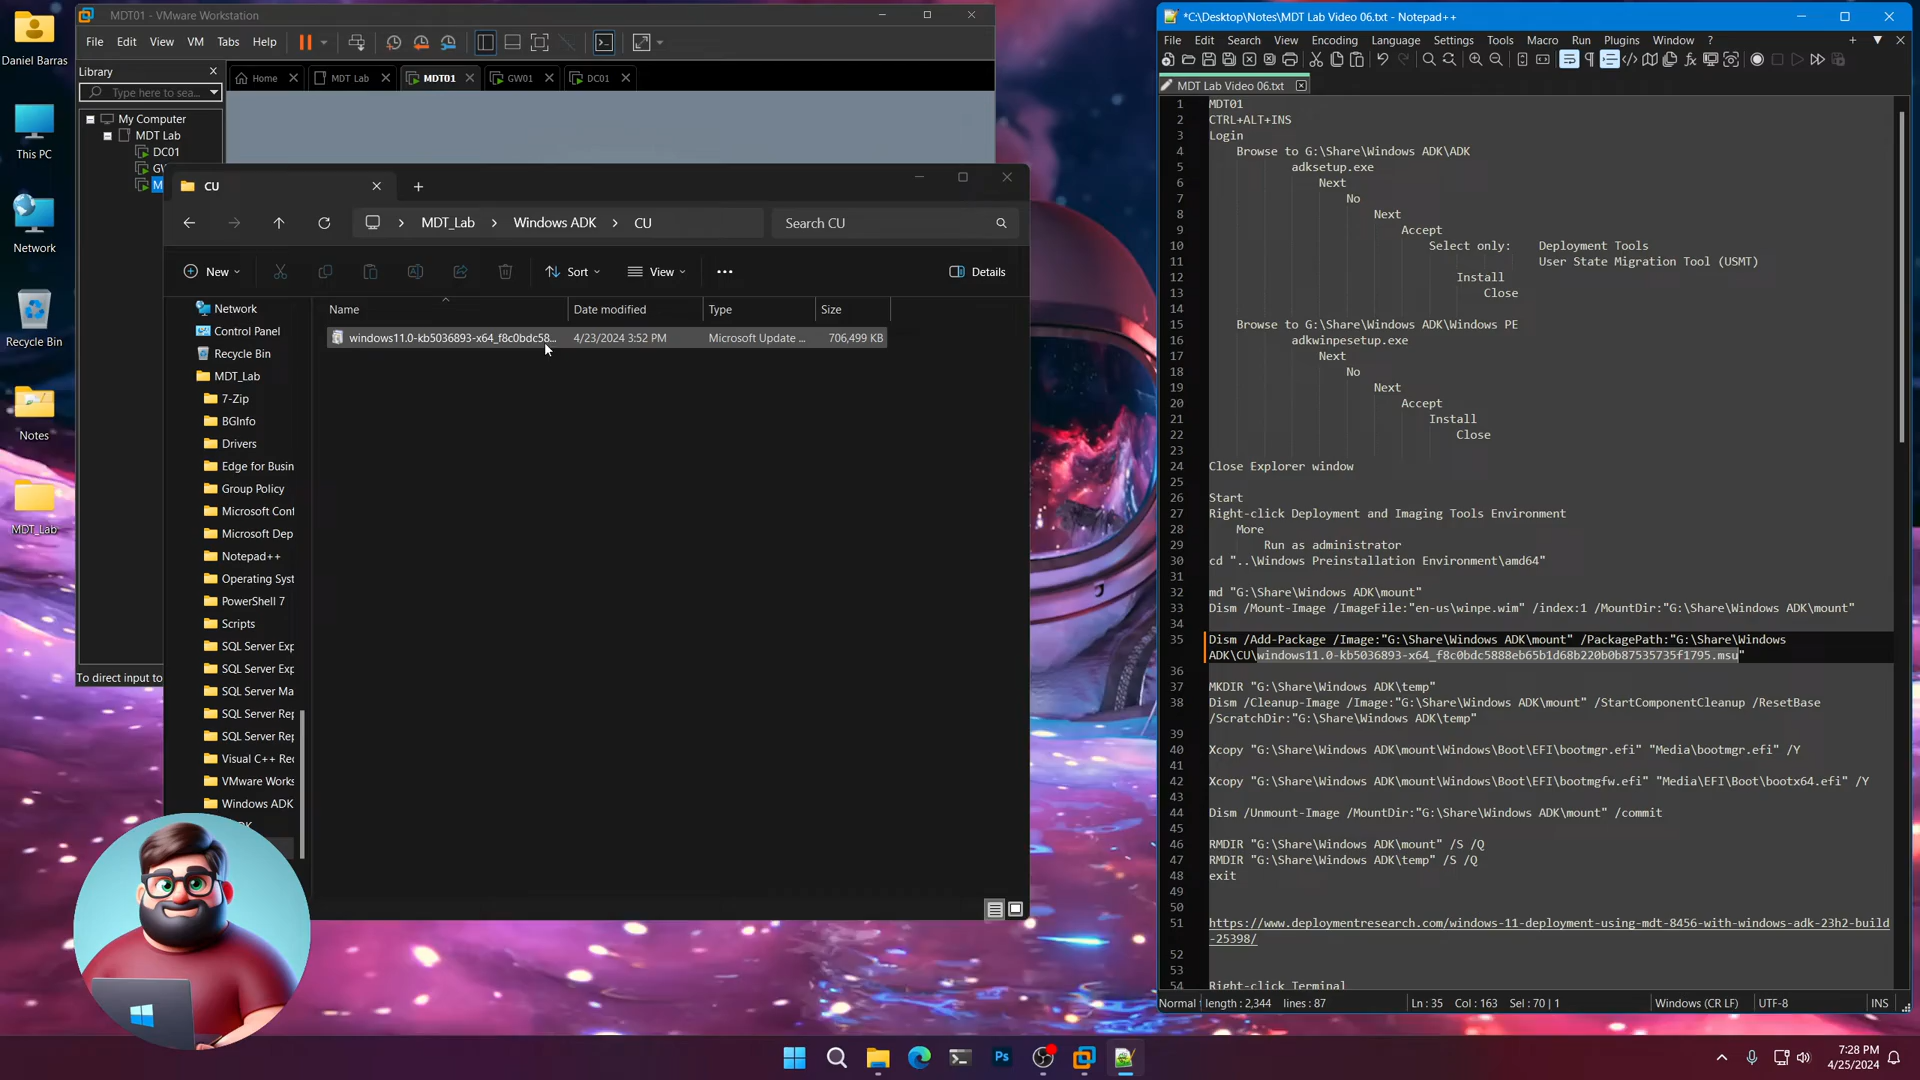 Daniel Barras
This PC
Network
Recycle Bin
Notes
MDT_Lab
MDT01 - VMware Workstation
File Edit View VM Tabs Help
Library
Type here to sea...
Home
MDT Lab
MDT01
GW01
DC01
My Computer
MDT Lab
DC01
To direct input to
CU
MDT_Lab > Windows ADK > CU
Search CU
New
Sort
View
Details
Name
Date modified
Type
Size
windows11.0-kb5036893-x64_f8c0bdc58... 4/23/2024 3:52 PM Microsoft Update ... 706,499 KB
Network
Control Panel
Recycle Bin
MDT_Lab
7-Zip
BGInfo
Drivers
Edge for Busin
Group Policy
Microsoft Conf
Microsoft Dep
Notepad++
Operating Syst
PowerShell 7
Scripts
SQL Server Exp
SQL Server Exp
SQL Server Ma
SQL Server Rep
SQL Server Rep
Visual C++ Rec
VMware Works
Windows ADK
*C:\Desktop\Notes\MDT Lab Video 06.txt - Notepad++
File Edit Search View Encoding Language Settings Tools Macro Run Plugins Window ?
MDT Lab Video 06.txt
1 MDT01
2 CTRL+ALT+INS
3 Login
4 Browse to G:\Share\Windows ADK\ADK
5 adksetup.exe
6 Next
7 No
8 Next
9 Accept
10 Select only: Deployment Tools
11 User State Migration Tool (USMT)
12 Install
13 Close
14
15 Browse to G:\Share\Windows ADK\Windows PE
16 adkwinpesetup.exe
17 Next
18 No
19 Next
20 Accept
21 Install
22 Close
23
24 Close Explorer window
25
26 Start
27 Right-click Deployment and Imaging Tools Environment
28 More
29 Run as administrator
30 cd "..\Windows Preinstallation Environment\amd64"
31
32 md "G:\Share\Windows ADK\mount"
33 Dism /Mount-Image /ImageFile:"en-us\winpe.wim" /index:1 /MountDir:"G:\Share\Windows ADK\mount"
34
35 Dism /Add-Package /Image:"G:\Share\Windows ADK\mount" /PackagePath:"G:\Share\Windows
ADK\CU\windows11.0-kb5036893-x64_f8c0bdc5888eb65b1d68b220b0b87535735f1795.msu"
36
37 MKDIR "G:\Share\Windows ADK\temp"
38 Dism /Cleanup-Image /Image:"G:\Share\Windows ADK\mount" /StartComponentCleanup /ResetBase
/ScratchDir:"G:\Share\Windows ADK\temp"
39
40 Xcopy "G:\Share\Windows ADK\mount\Windows\Boot\EFI\bootmgr.efi" "Media\bootmgr.efi" /Y
41
42 Xcopy "G:\Share\Windows ADK\mount\Windows\Boot\EFI\bootmgfw.efi" "Media\EFI\Boot\bootx64.efi" /Y
43
44 Dism /Unmount-Image /MountDir:"G:\Share\Windows ADK\mount" /commit
45
46 RMDIR "G:\Share\Windows ADK\mount" /S /Q
47 RMDIR "G:\Share\Windows ADK\temp" /S /Q
48 exit
49
50
51 https://www.deploymentresearch.com/windows-11-deployment-using-mdt-8456-with-windows-adk-23h2-build
-25398/
52
53
54 Right-click Terminal
Normal length : 2,344 lines : 87 Ln : 35 Col : 163 Sel : 70 | 1 Windows (CR LF) UTF-8 INS
Ps
7:28 PM
4/25/2024